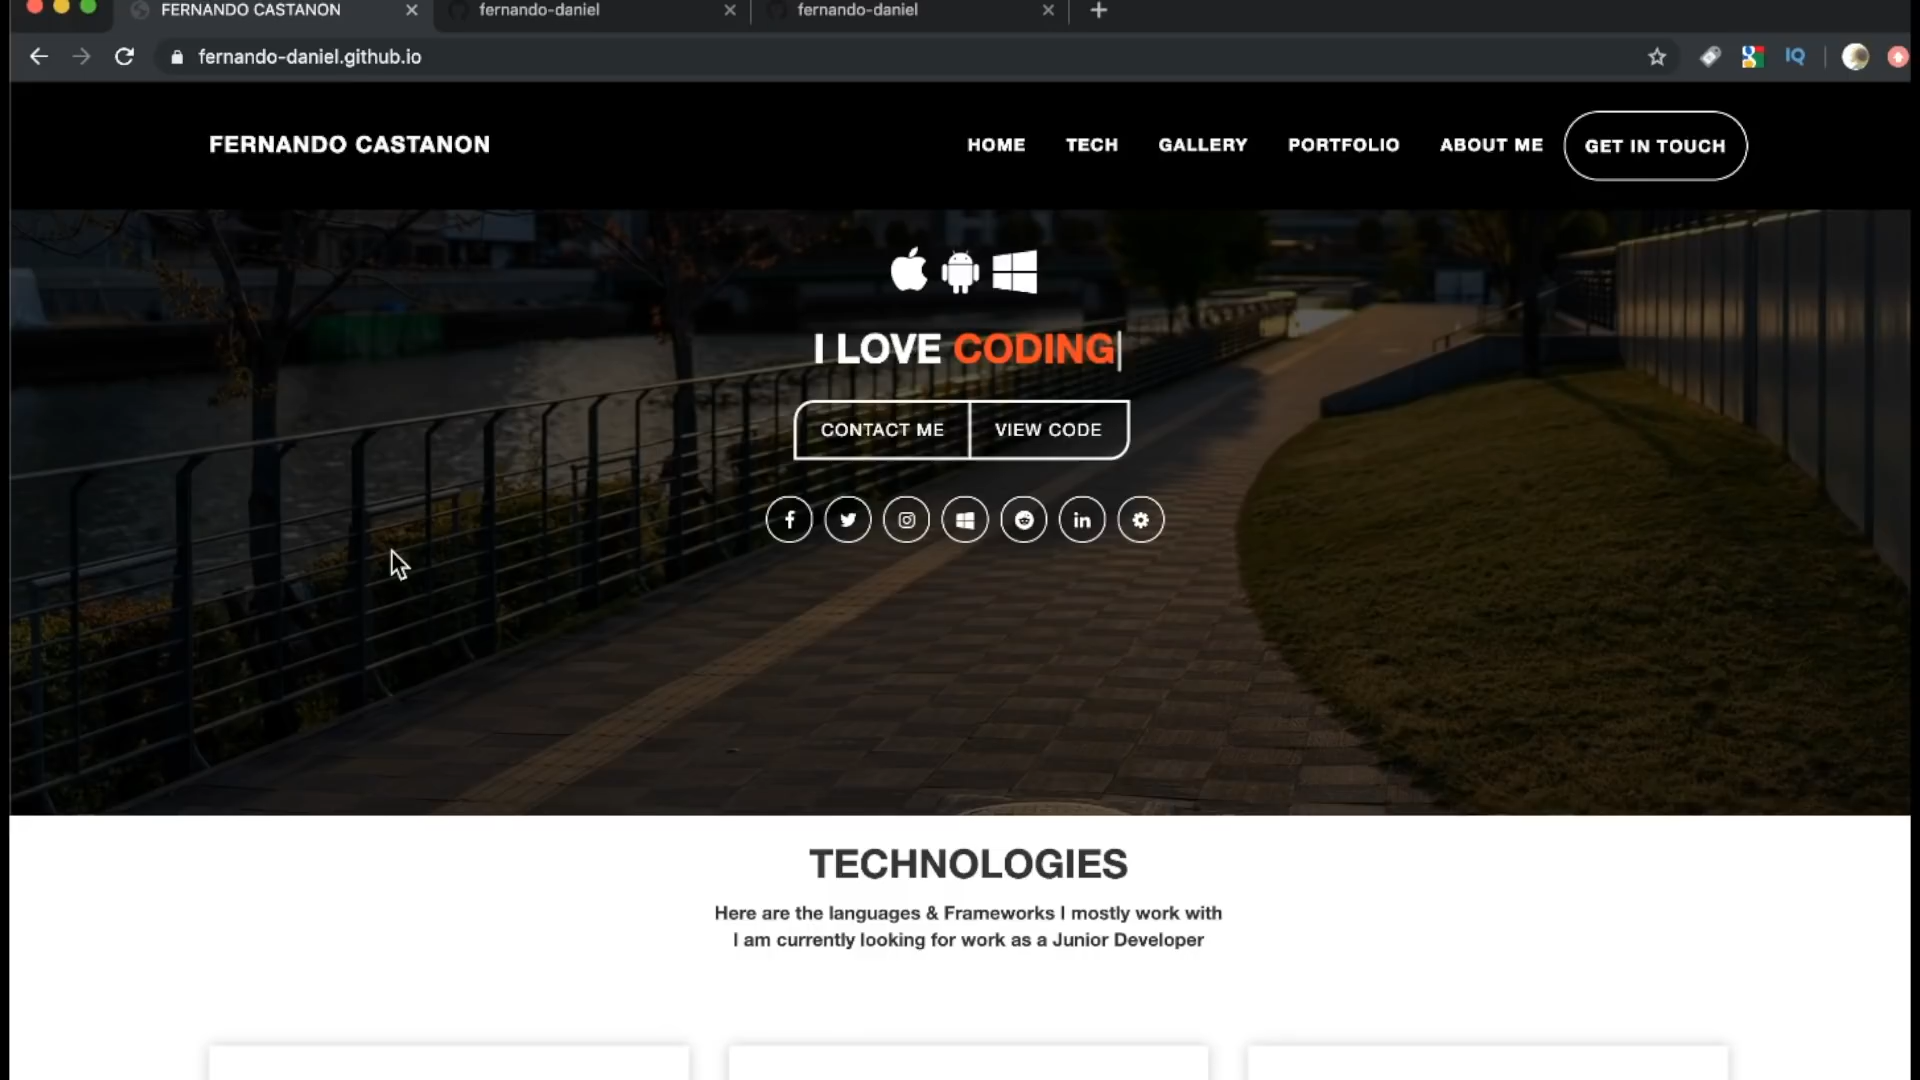 FERNANDO CASTANON
fernando-daniel
fernando-daniel
fernando-daniel.github.io
IQ
FERNANDO CASTANON
HOME TECH GALLERY PORTFOLIO ABOUT ME GET IN TOUCH
I LOVE CODING
CONTACT ME VIEW CODE
TECHNOLOGIES
Here are the languages & Frameworks I mostly work with
I am currently looking for work as a Junior Developer